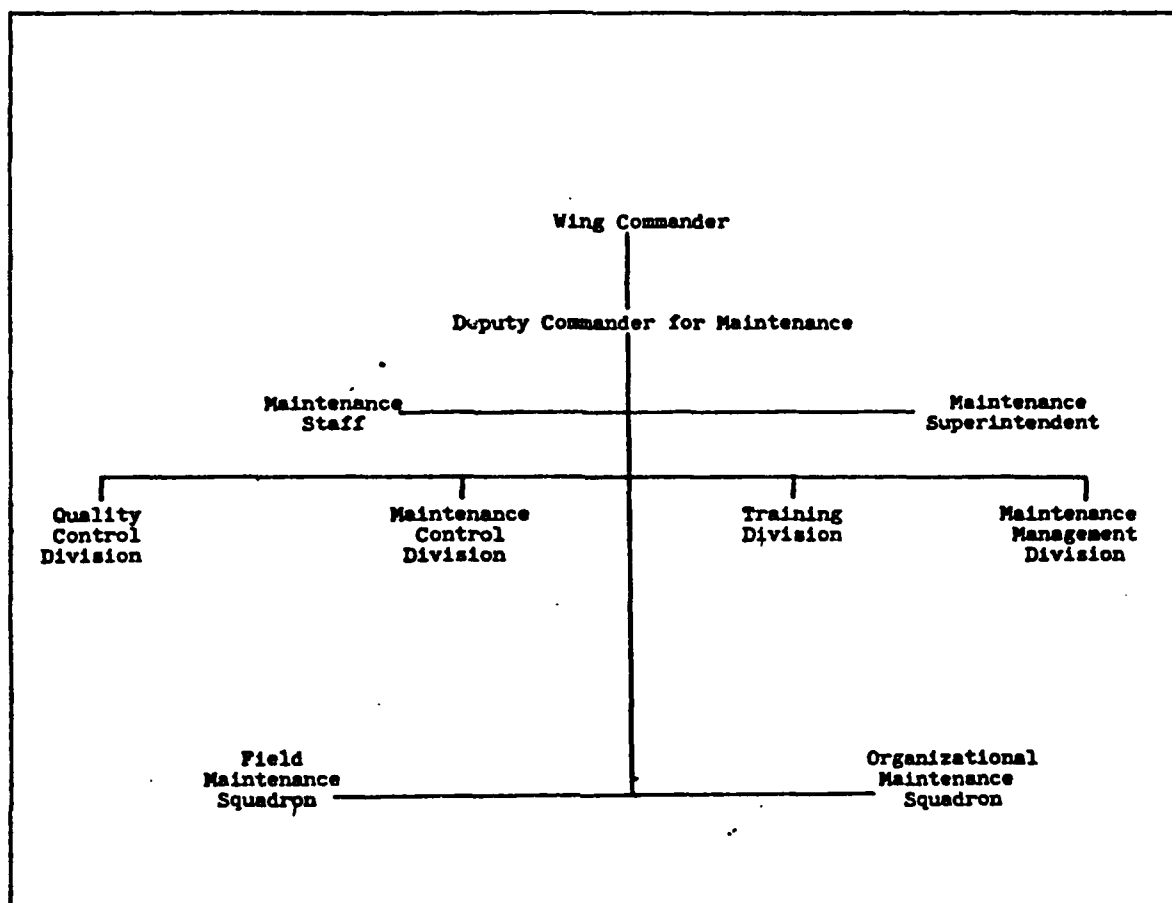 Wing Commander
Deputy Commander for Maintenance
Maintenance
Staff
Maintenance
Superintendent
Quality
Control
Division
Maintenance
Control
Division
Training
Division
Maintenance
Management
Division
Field
Maintenance
Squadron
Organizational
Maintenance
Squadron